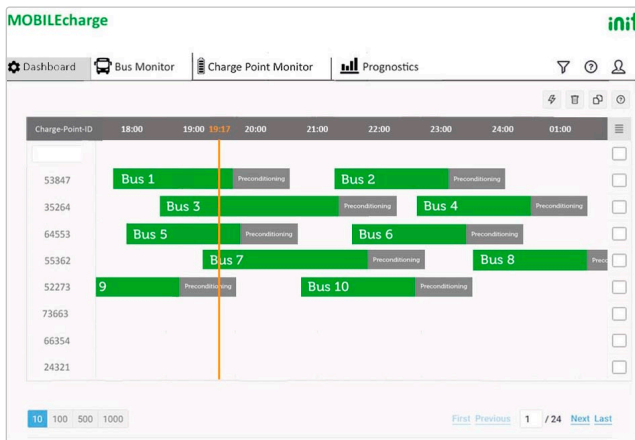 MOBILEcharge
init
Dashboard Bus Monitor Charge Point Monitor Prognostics
Charge-Point-ID 18:00 19:00 19:17 20:00 21:00 22:00 23:00 24:00 01:00
53847 Bus 1 Preconditioning Bus 2 Preconditioning
35264 Bus 3 Preconditioning Bus 4 Preconditioning
64553 Bus 5 Preconditioning Bus 6 Preconditioning
55362 Bus 7 Preconditioning Bus 8 Precc
52273 9 Preconditioning Bus 10 Preconditioning
73663
66354
24321
10 100 500 1000 First Previous 1 / 24 Next Last